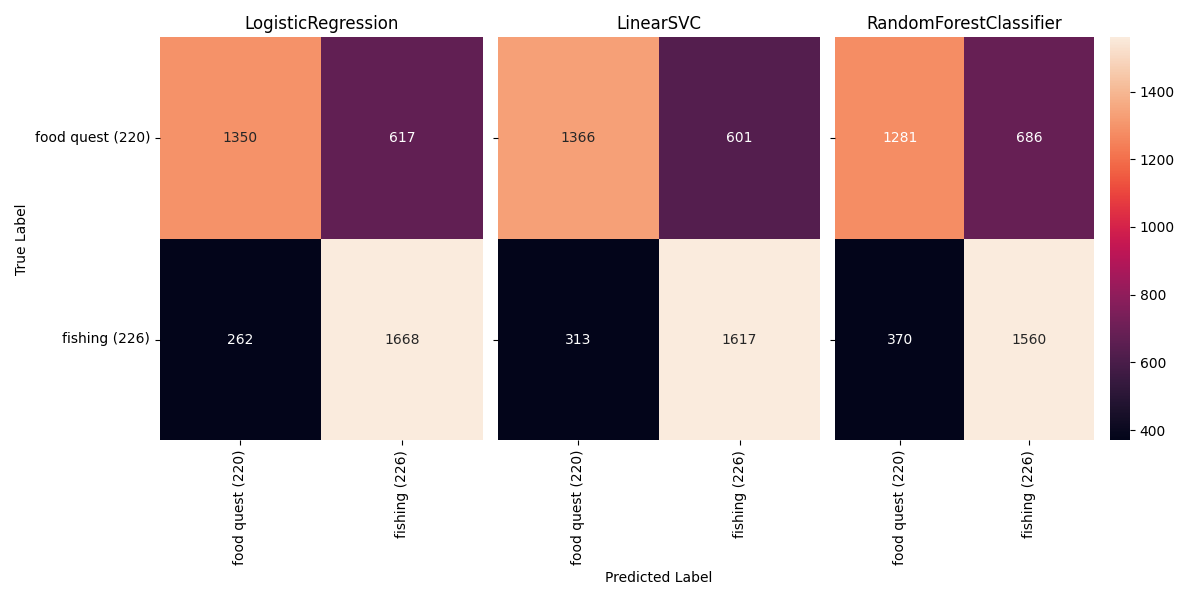 LogisticRegression LinearSVC RandomForestClassifier
True Label
food quest (220) 1350 617 1366 601 1281 686
fishing (226) 262 1668 313 1617 370 1560
food quest (220) fishing (226) food quest (220) fishing (226) food quest (220) fishing (226)
Predicted Label
1400
1200
1000
800
600
400